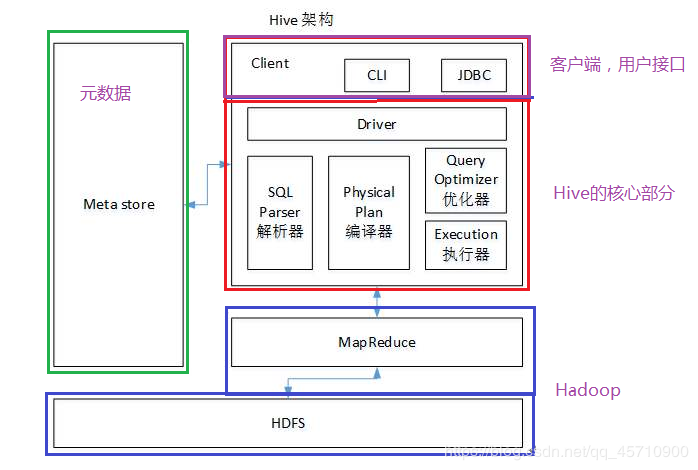 Hive 架构
元数据
Meta store
Client
CLI
JDBC
客户端，用户接口
Driver
SQL
Parser
解析器
Physical
Plan
编译器
Query
Optimizer
优化器
Execution
执行器
Hive的核心部分
MapReduce
Hadoop
HDFS
https://blog.csdn.net/qq_45710900